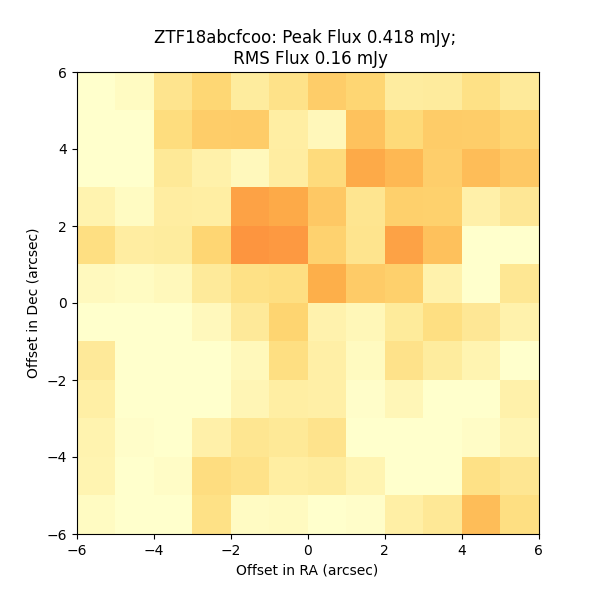 ZTF18abcfcoo: Peak Flux 0.418 mJy;
RMS Flux 0.16 mJy
6
4
2
0
−2
−4
−6
Offset in Dec (arcsec)
−6 −4 −2 0 2 4 6
Offset in RA (arcsec)